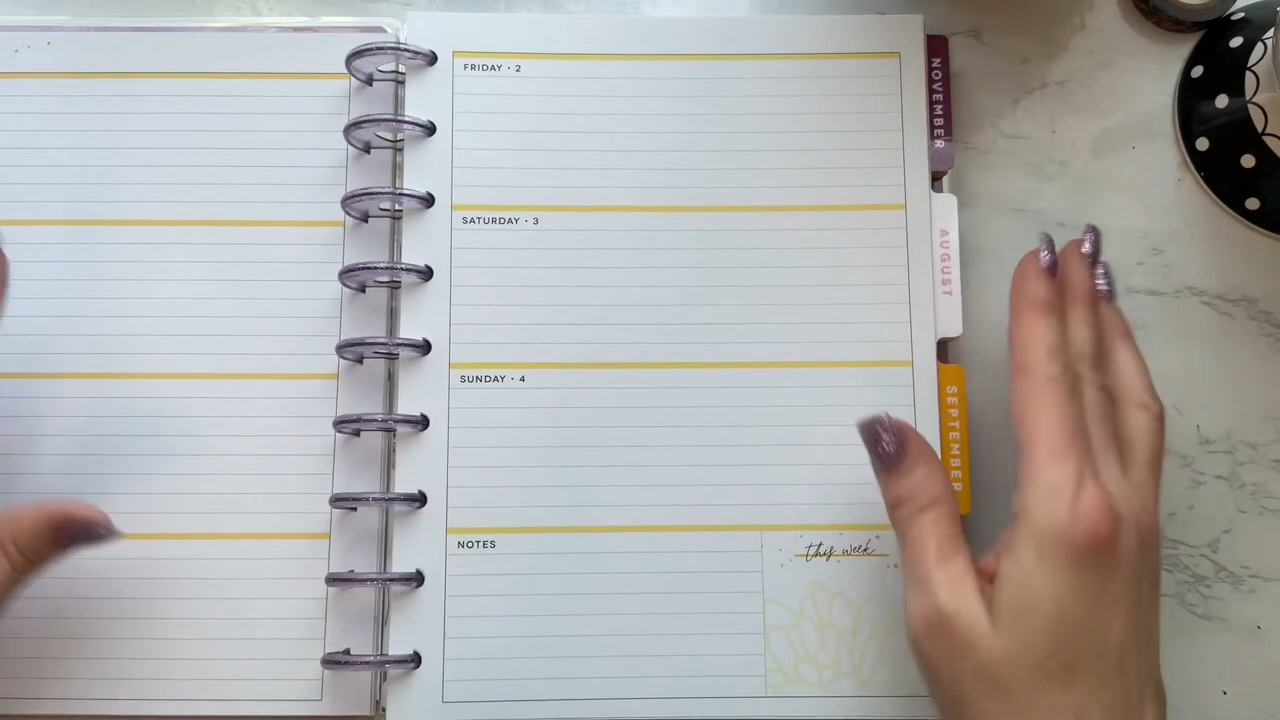 FRIDAY · 2
SATURDAY · 3
SUNDAY · 4
NOTES
this week
NOVEMBER
AUGUST
SEPTEMBER